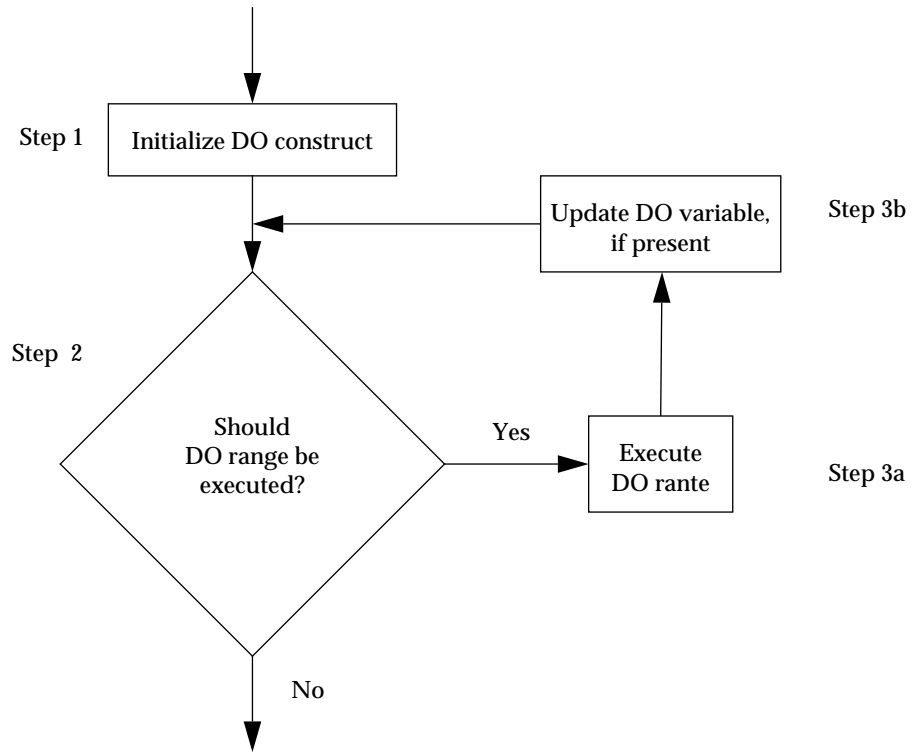 Step 1
Initialize DO construct
Update DO variable,
if present
Step 3b
Step 2
Should
DO range be
executed?
Yes
Execute
DO rante
Step 3a
No